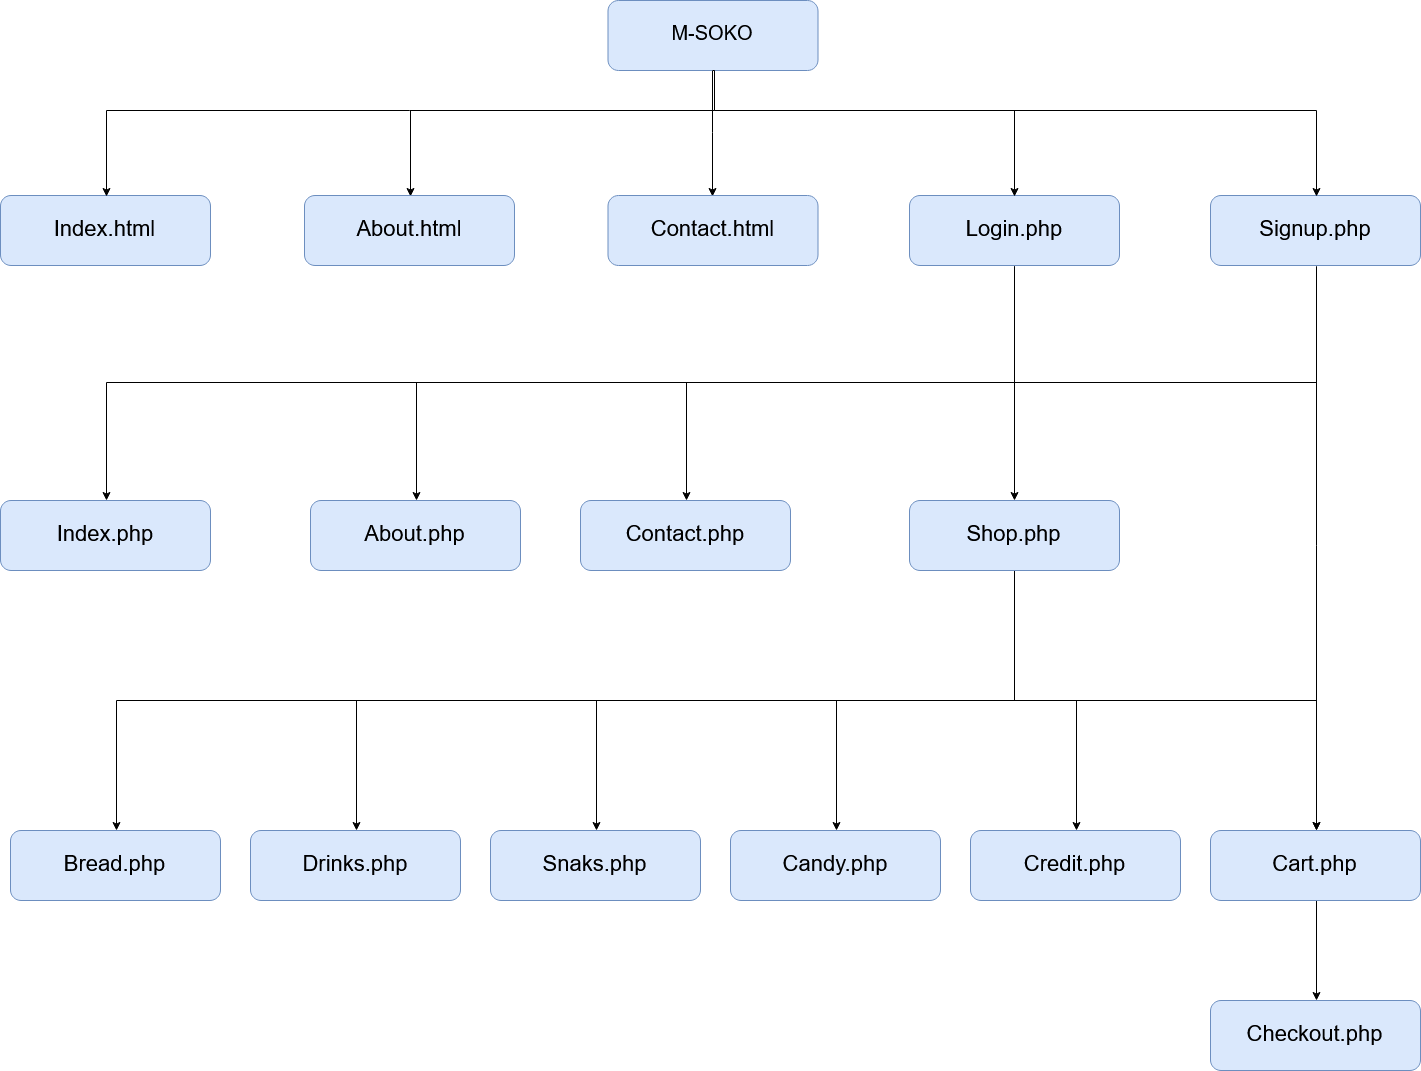 M-SOKO
Index.html
About.html
Contact.html
Login.php
Signup.php
Index.php
About.php
Contact.php
Shop.php
Bread.php
Drinks.php
Snaks.php
Candy.php
Credit.php
Cart.php
Checkout.php